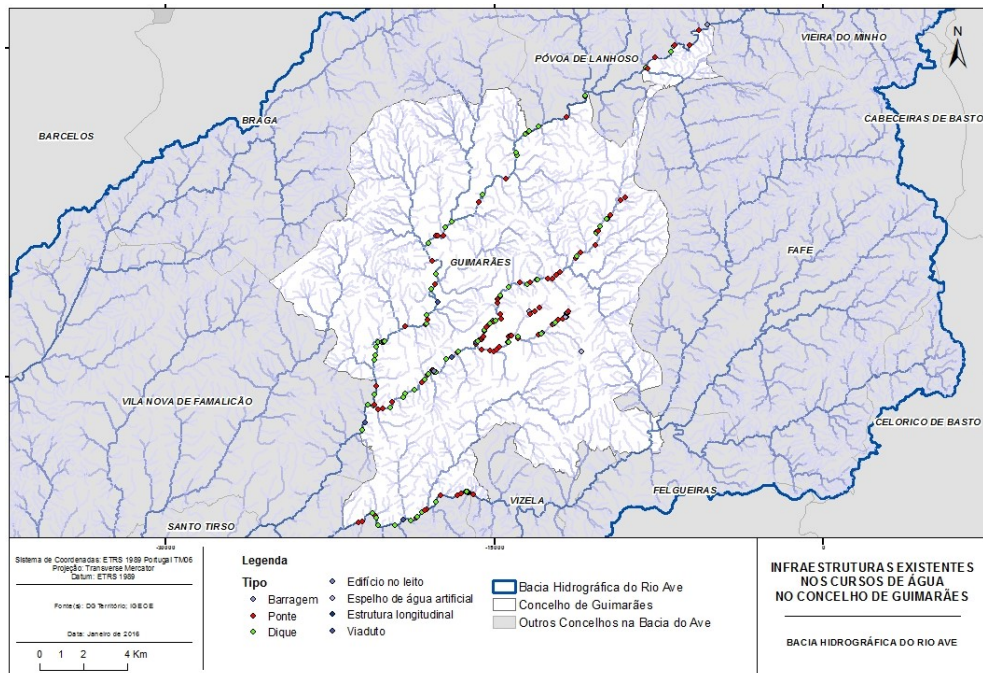 VIEIRA DO MINHO
N
PÓVOA DE LANHOSO
CABECEIRAS DE BASTO
BRAGA
BARCELOS
FAFE
GUIMARÃES
VILA NOVA DE FAMALICÃO
CELORICO DE BASTO
FELGUEIRAS
VIZELA
SANTO TIRSO
0
Sistema de Coordenadas: ETRS 1989 Portugal TM06
Projeção: Transverse Mercator
Datum: ETRS 1989
Fonte(s): DG Território; IGEOE
Data: Janeiro de 2016
0 1 2 4 Km
Legenda
Tipo
Barragem
Ponte
Dique
Edifício no leito
Espelho de água artificial
Estrutura longitudinal
Viaduto
Bacia Hidrográfica do Rio Ave
Concelho de Guimarães
Outros Concelhos na Bacia do Ave
INFRAESTRUTURAS EXISTENTES
NOS CURSOS DE ÁGUA
NO CONCELHO DE GUIMARÃES
BACIA HIDROGRÁFICA DO RIO AVE